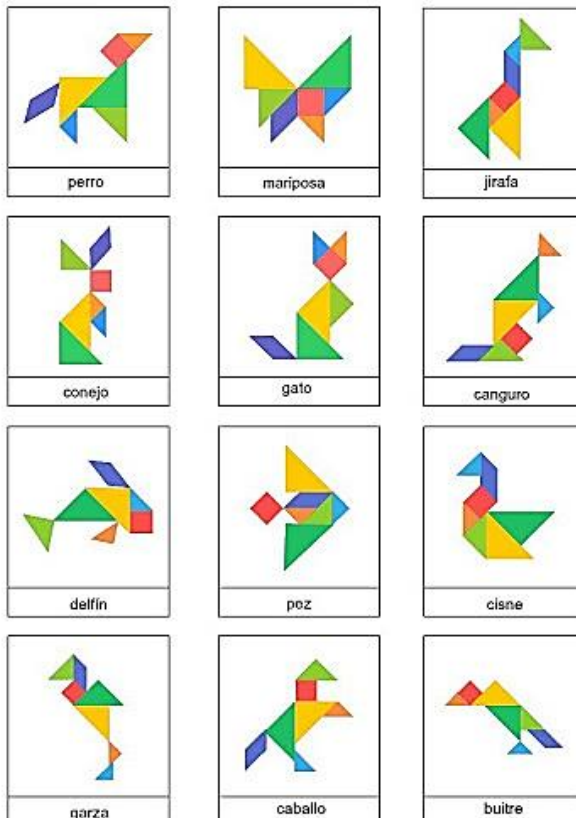 perro
mariposa
jirafa
conejo
gato
canguro
delfín
pez
cisne
garza
caballo
buitre